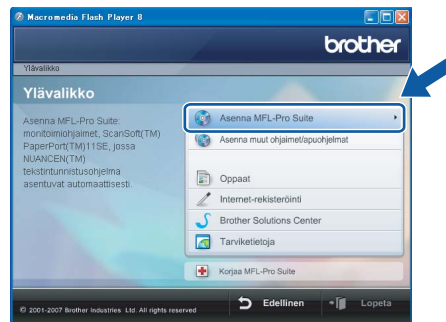 Macromedia Flash Player 8
brother
Ylävalikko
Ylävalikko
Asenna MFL-Pro Suite:
monitoimiohjaimet, ScanSoft(TM)
PaperPort(TM)11SE, jossa
NUANCEN(TM)
tekstintunnistusohjelma
asentuvat automaattisesti.
Asenna MFL-Pro Suite
Asenna muut ohjaimet/apuohjelmat
Oppaat
Internet-rekisteröinti
Brother Solutions Center
Tarviketietoja
Korjaa MFL-Pro Suite
© 2001-2007 Brother Industries Ltd. All rights reserved
Edellinen
Lopeta